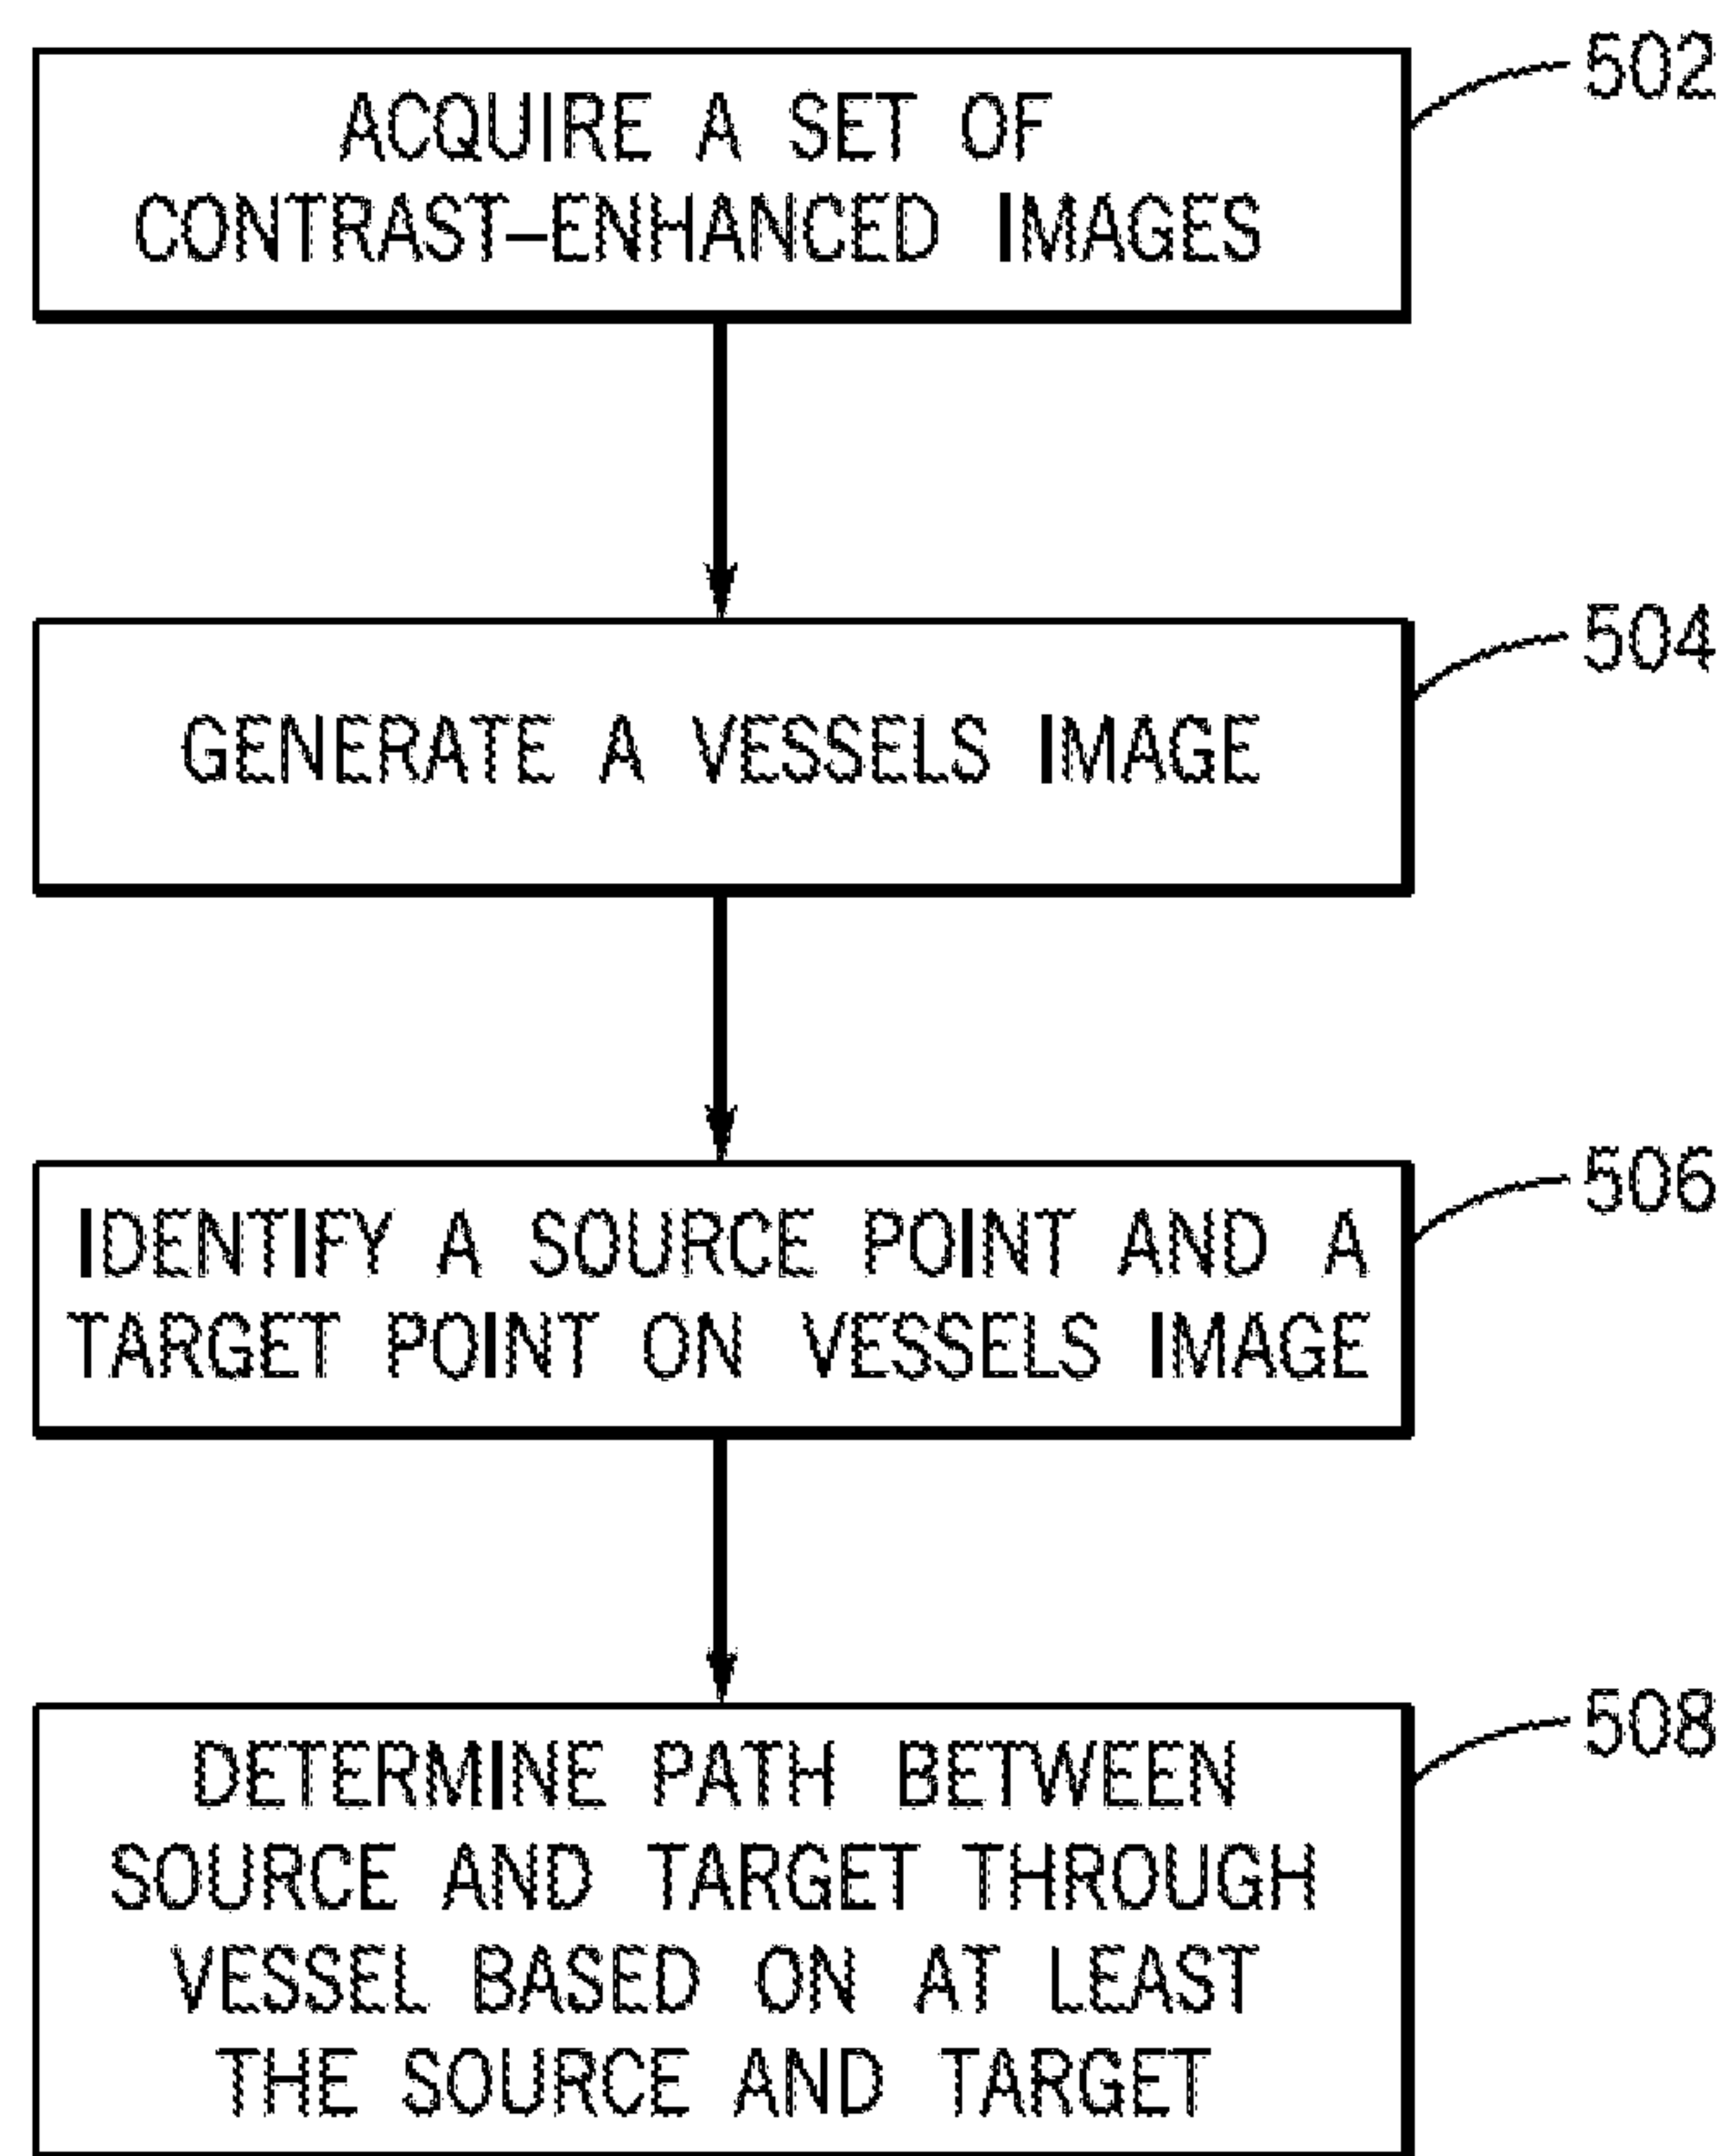 502
ACQUIRE A SET OF
CONTRAST-ENHANCED IMAGES
504
GENERATE A VESSELS IMAGE
506
IDENTIFY A SOURCE POINT AND A
TARGET POINT ON VESSELS IMAGE
508
DETERMINE PATH BETWEEN
SOURCE AND TARGET THROUGH
VESSEL BASED ON AT LEAST
THE SOURCE AND TARGET